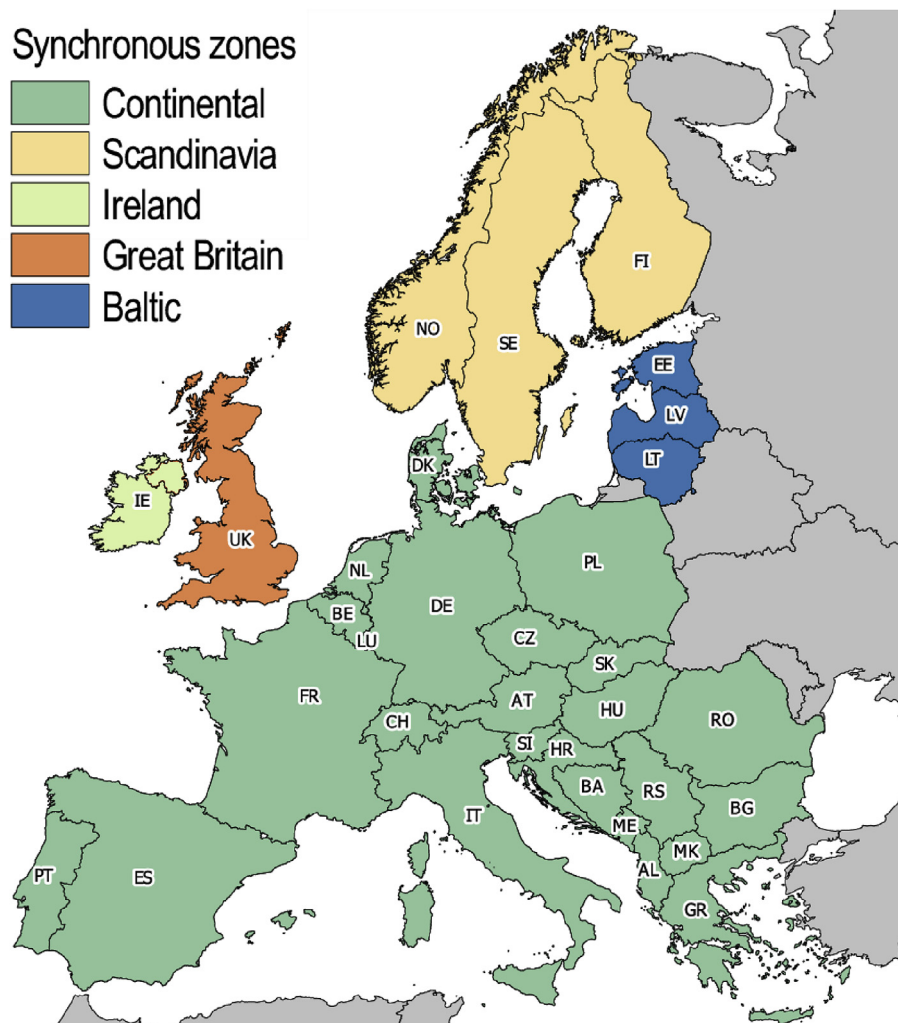 Synchronous zones
Continental
Scandinavia
Ireland
Great Britain
Baltic
FI
NO
SE
EE
LV
LT
DK
IE
UK
PL
NL
DE
BE
CZ
LU
SK
FR
AT
HU
CH
RO
SI
HR
BA
RS
BG
IT
ME
MK
AL
PT
ES
GR